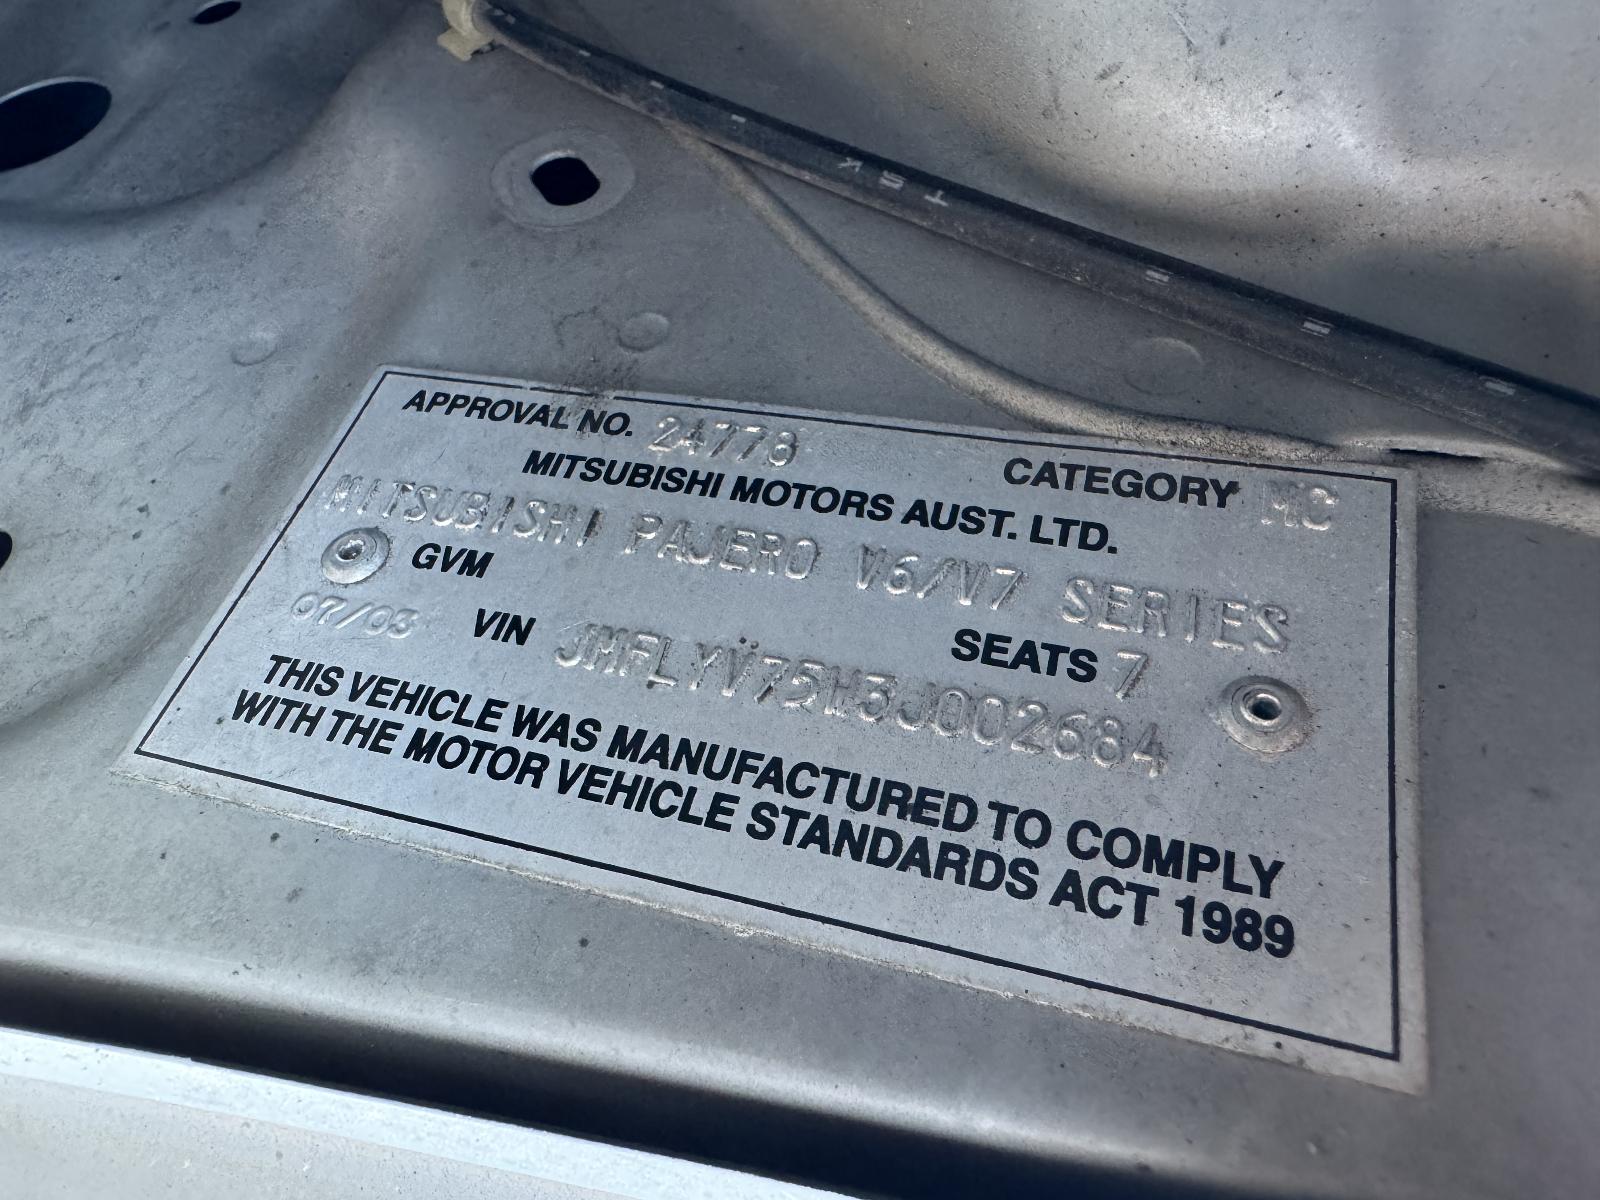 TSK
APPROVAL NO. 24778 CATEGORY MC
MITSUBISHI MOTORS AUST. LTD.
MITSUBISHI PAJERO V6/V7 SERIES
GVM SEATS 7
07/03 VIN JMFLYV75W3J002684
THIS VEHICLE WAS MANUFACTURED TO COMPLY
WITH THE MOTOR VEHICLE STANDARDS ACT 1989